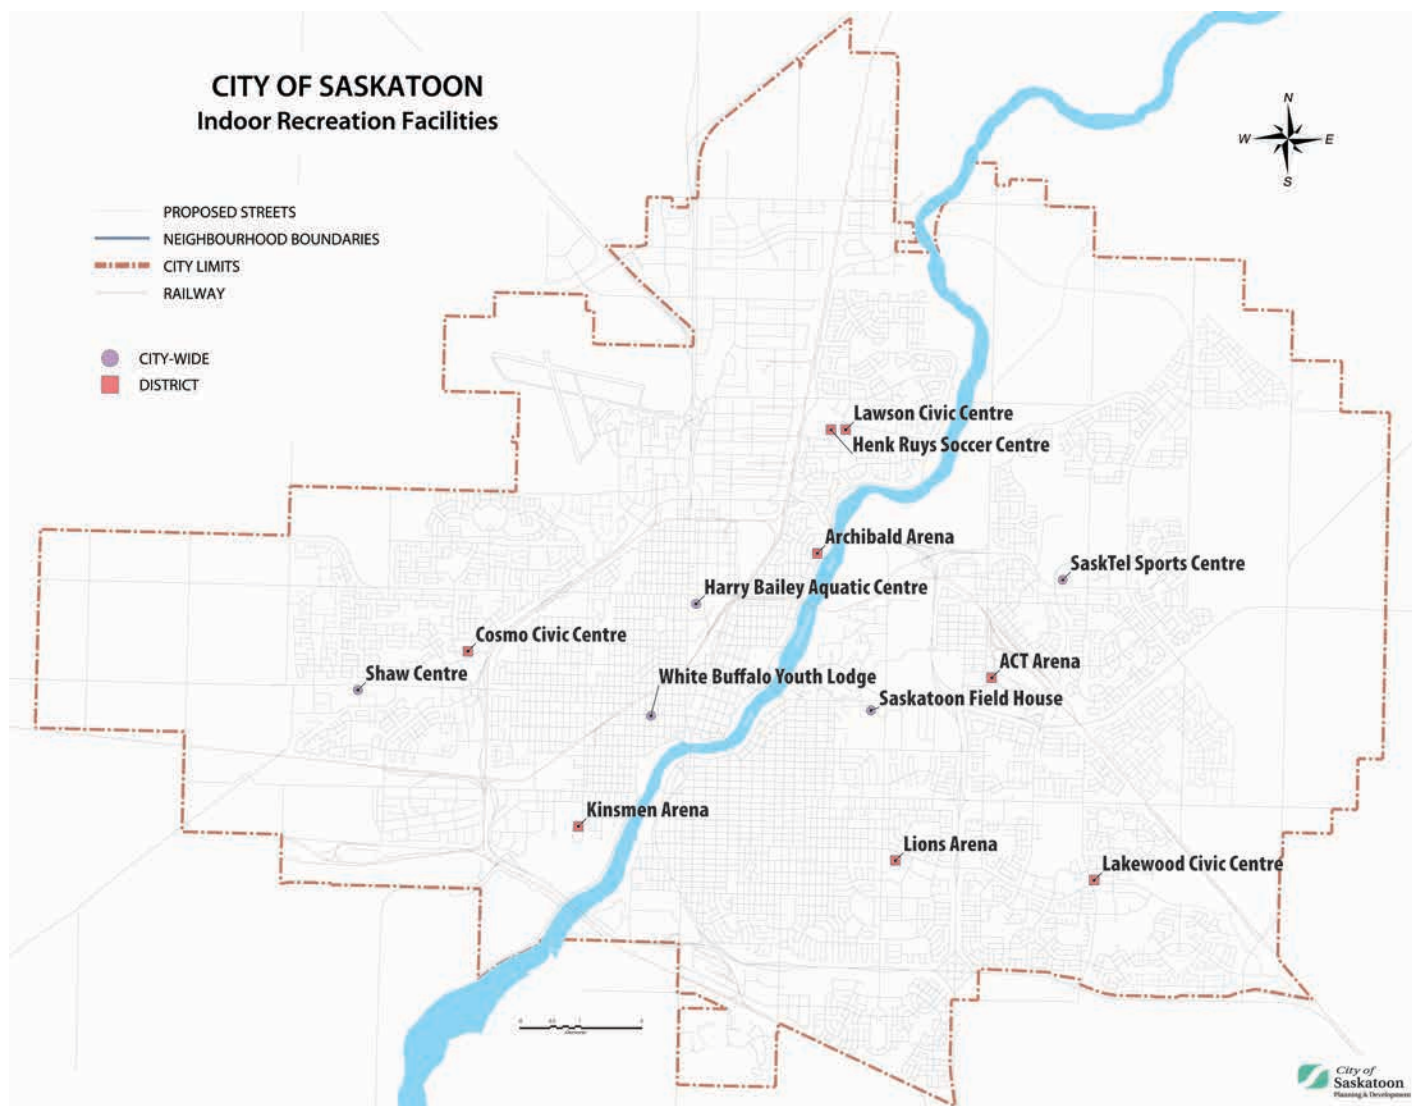 CITY OF SASKATOON
Indoor Recreation Facilities
N
W E
S
PROPOSED STREETS
NEIGHBOURHOOD BOUNDARIES
CITY LIMITS
RAILWAY
CITY-WIDE
DISTRICT
Lawson Civic Centre
Henk Ruys Soccer Centre
Archibald Arena
SaskTel Sports Centre
Harry Bailey Aquatic Centre
Cosmo Civic Centre
ACT Arena
Shaw Centre
White Buffalo Youth Lodge
Saskatoon Field House
Kinsmen Arena
Lions Arena
Lakewood Civic Centre
City of
Saskatoon
Planning & Development